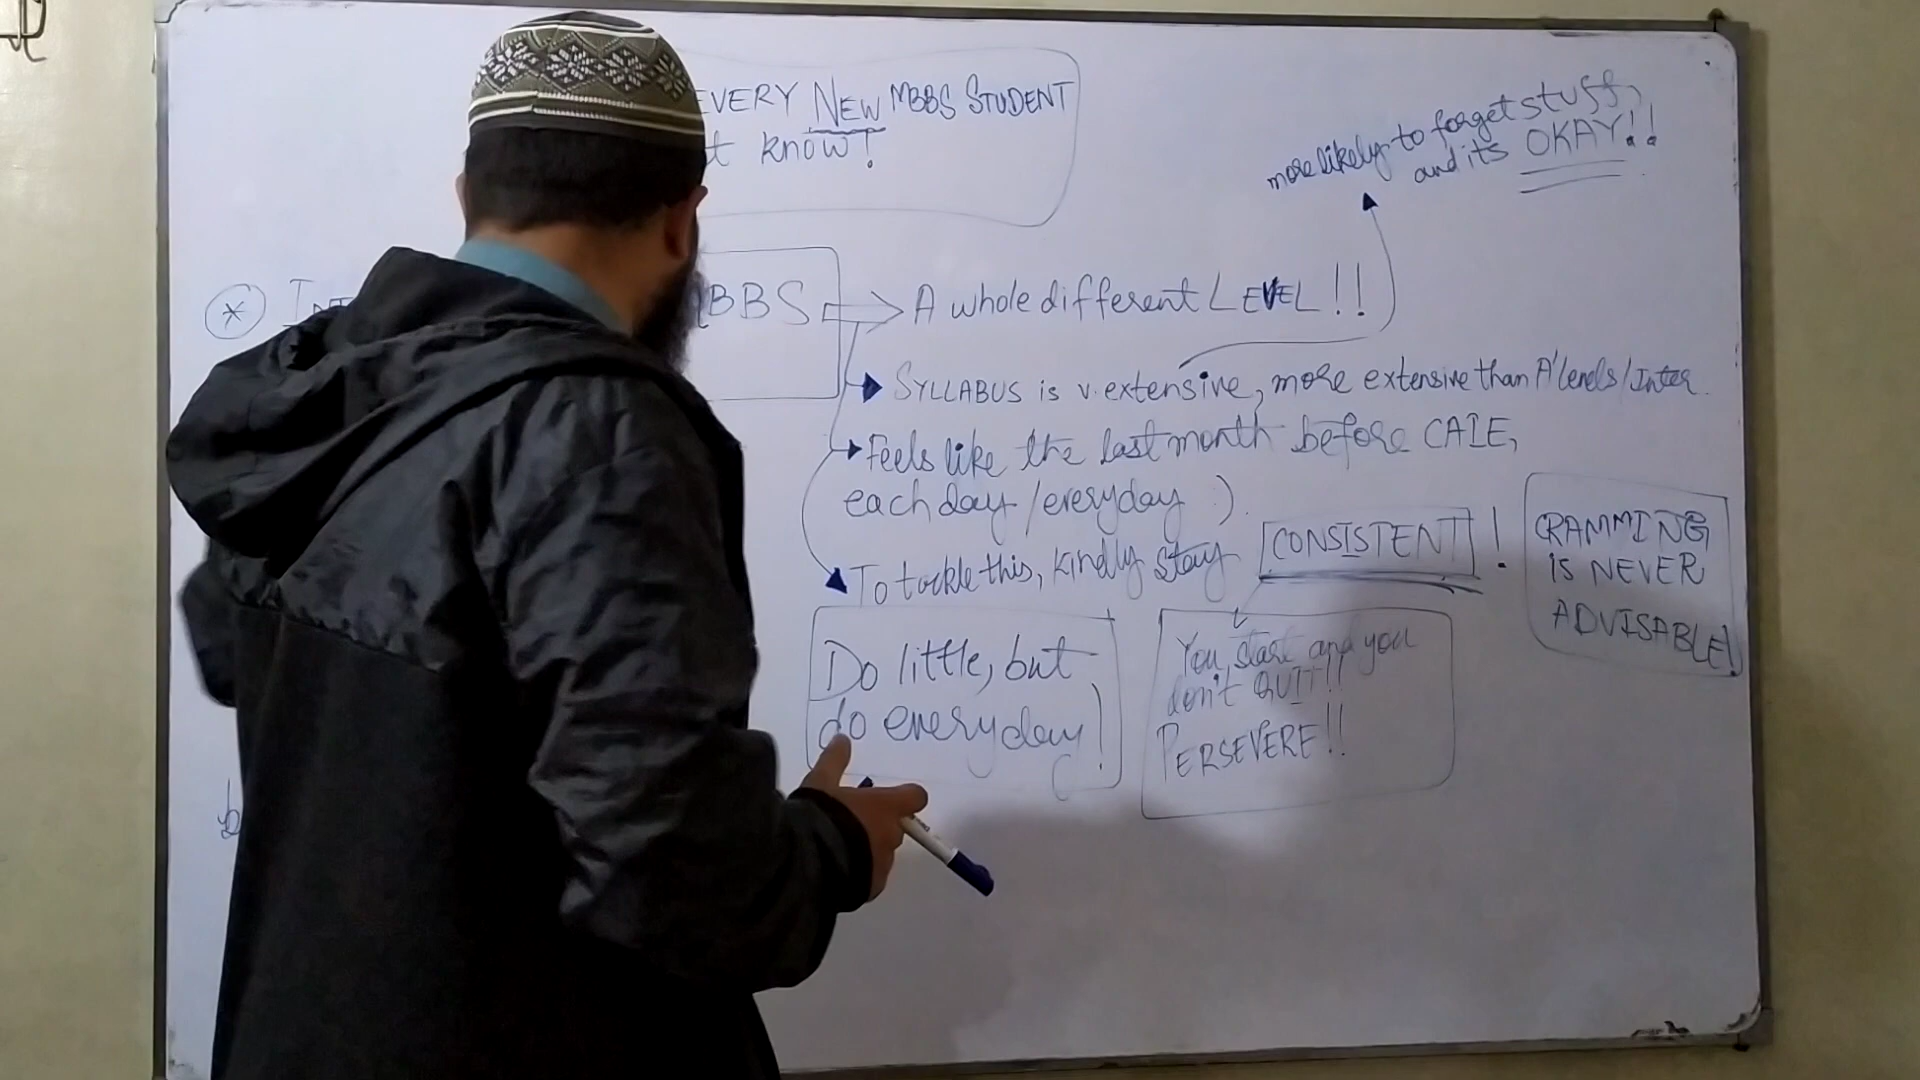 EVERY NEW MBBS STUDENT
know!
more likely to forget stuff,
and its OKAY!!
A whole different LEVEL!!
SYLLABUS is v. extensive, more extensive than A'levels/Inter.
Feels like the last month before CAIE,
each day/everyday :).
To tackle this, kindly stay CONSISTENT!
CRAMMING
IS NEVER
ADVISABLE!
Do little, but
do everyday!
You start and you
don't QUIT!!
PERSEVERE!!